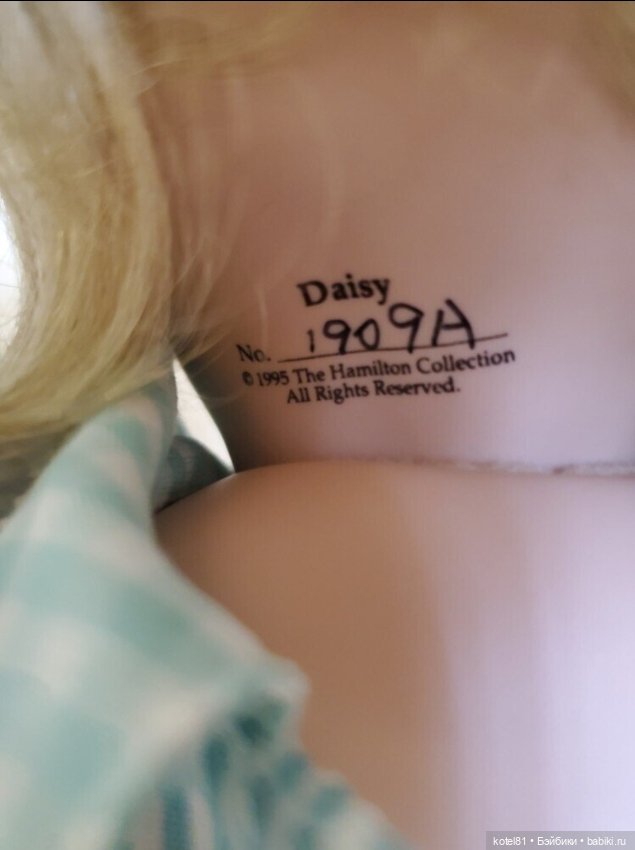 Daisy
No. 1909A
© 1995 The Hamilton Collection
All Rights Reserved.
kotel81 • Бэйбики • babiki.ru